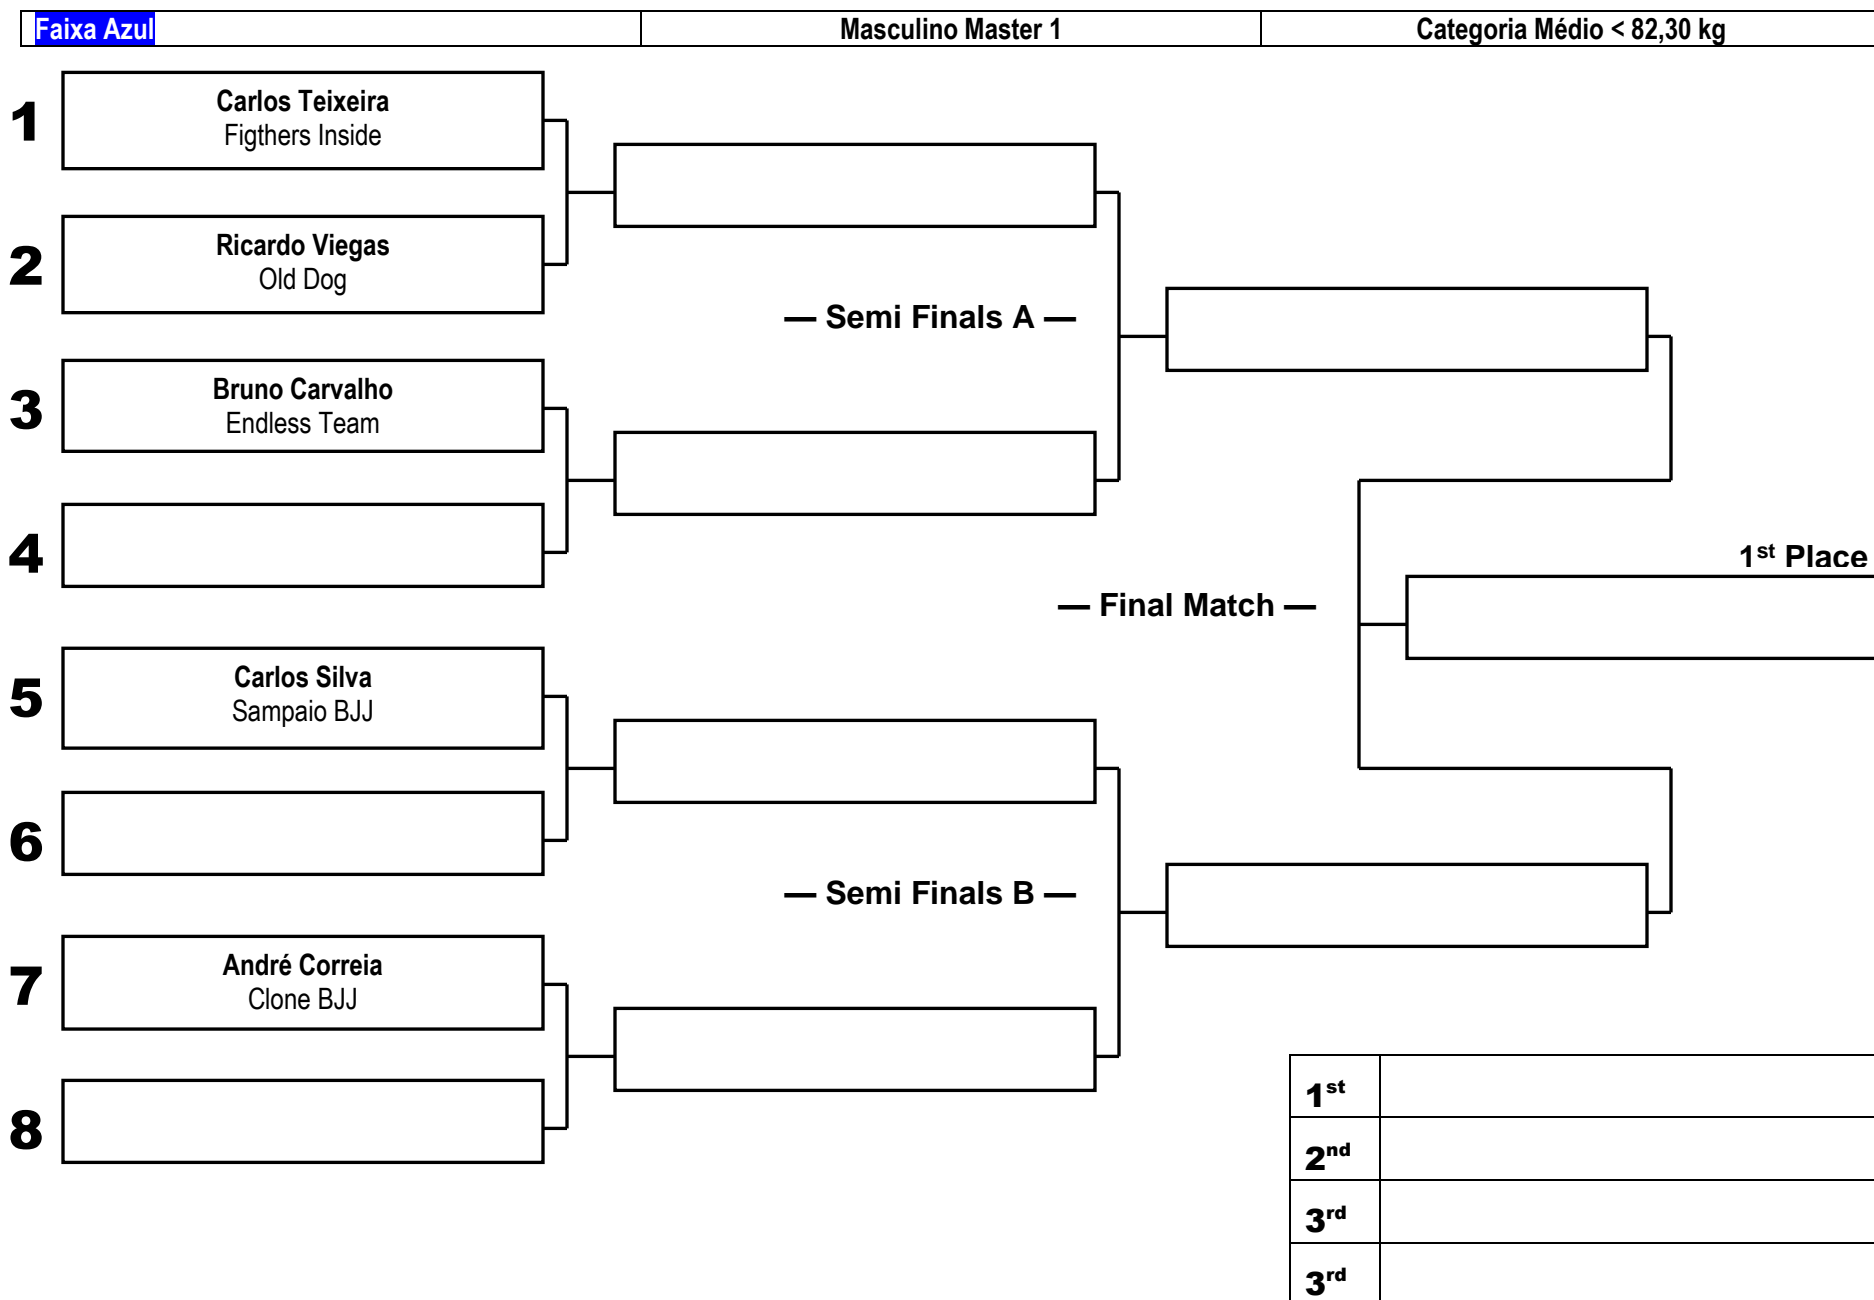 Faixa Azul
Masculino Master 1
Categoria Médio < 82,30 kg
1
Carlos Teixeira
Figthers Inside
2
Ricardo Viegas
Old Dog
— Semi Finals A —
3
Bruno Carvalho
Endless Team
4
1st Place
— Final Match —
5
Carlos Silva
Sampaio BJJ
6
— Semi Finals B —
7
André Correia
Clone BJJ
8
1st
2nd
3rd
3rd